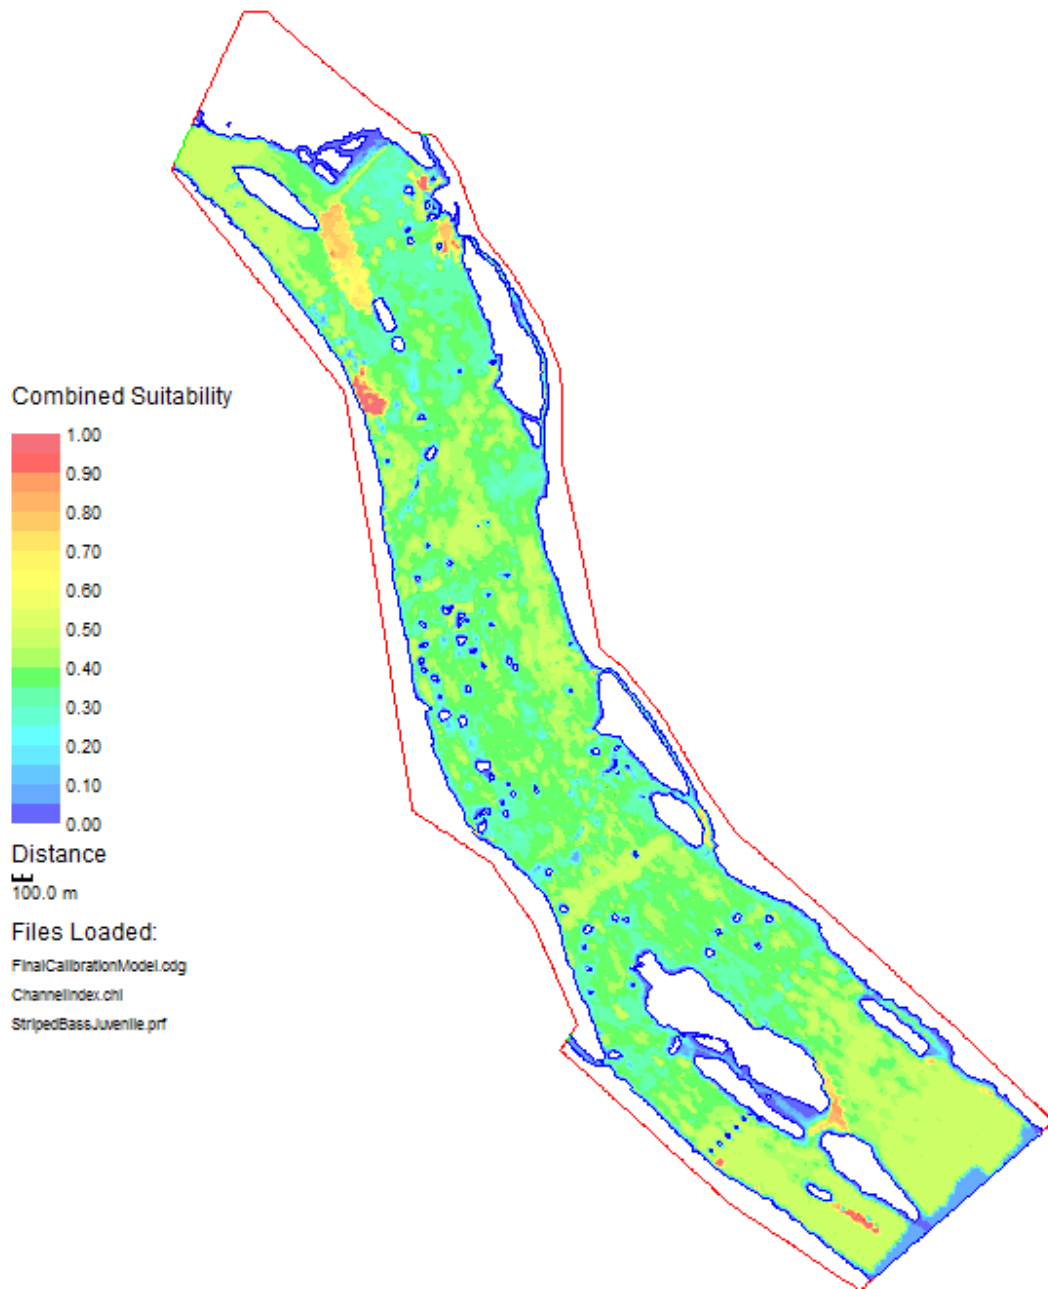 Combined Suitability
1.00
0.90
0.80
0.70
0.60
0.50
0.40
0.30
0.20
0.10
0.00
Distance
100.0 m
Files Loaded:
FinalCalibrationModel.cdg
ChannelIndex.chi
StripedBassJuvenile.prf